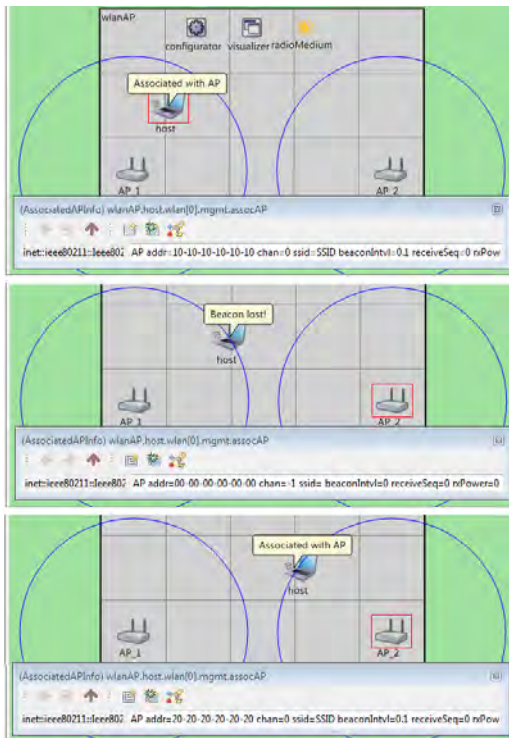 wlanAP
configurator visualizer radioMedium
Associated with AP
host
AP_1 AP_2
(AssociatedAPInfo) wlanAP.host.wlan[0].mgmt.assocAP
inet::ieee80211::Ieee802 AP addr=10-10-10-10-10-10 chan=0 ssid=SSID beaconIntvl=0.1 receiveSeq=0 rxPow
Beacon lost!
host
AP_1 AP_2
(AssociatedAPInfo) wlanAP.host.wlan[0].mgmt.assocAP
inet::ieee80211::Ieee802 AP addr=00-00-00-00-00-00 chan=-1 ssid= beaconIntvl=0 receiveSeq=0 rxPower=0
Associated with AP
host
AP_1 AP_2
(AssociatedAPInfo) wlanAP.host.wlan[0].mgmt.assocAP
inet::ieee80211::Ieee802 AP addr=20-20-20-20-20-20 chan=0 ssid=SSID beaconIntvl=0.1 receiveSeq=0 rxPow